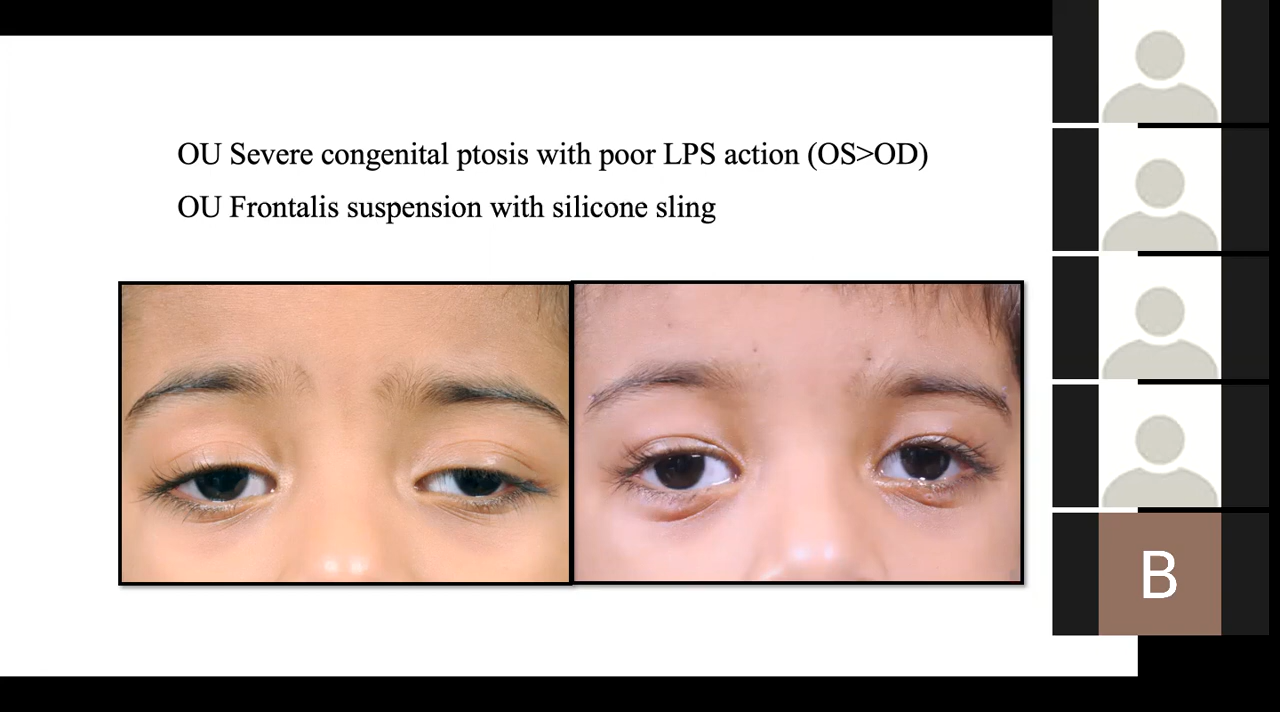 OU Severe congenital ptosis with poor LPS action (OS>OD)
OU Frontalis suspension with silicone sling
B